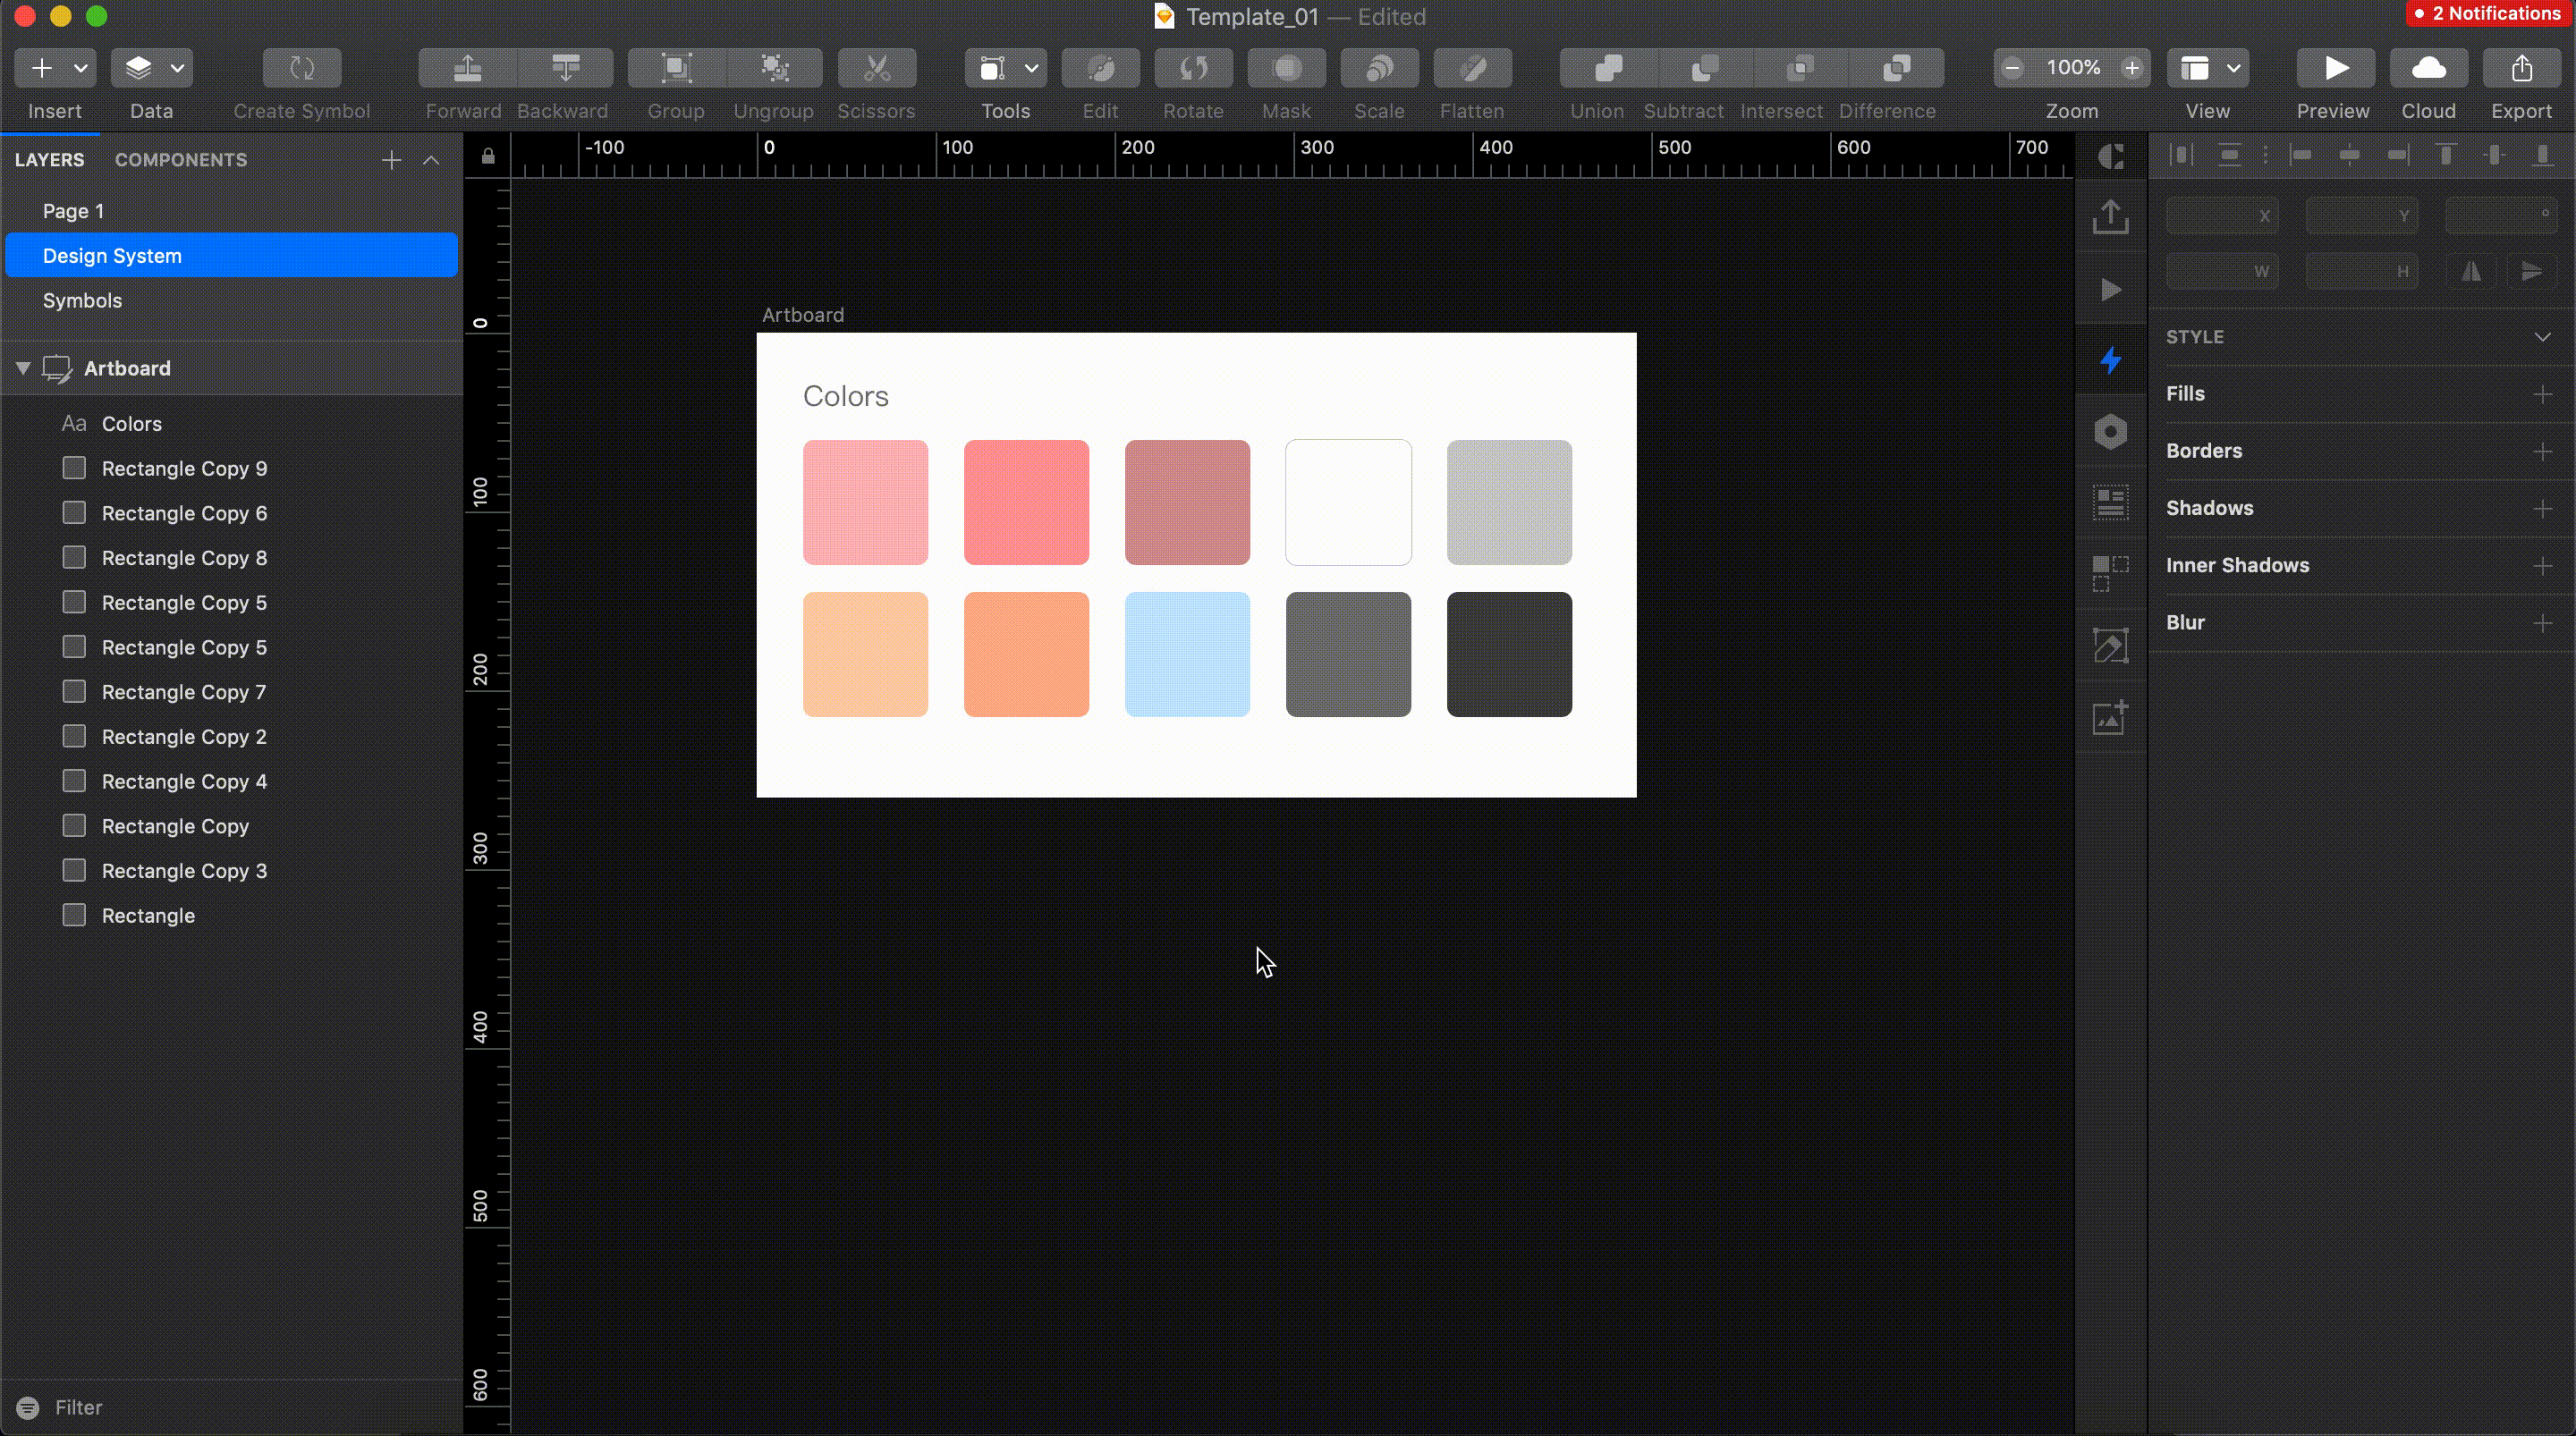 Template_01 — Edited
2 Notifications
100%
Insert Data Create Symbol Forward Backward Group Ungroup Scissors Tools Edit Rotate Mask Scale Flatten Union Subtract Intersect Difference Zoom View Preview Cloud Export
LAYERS COMPONENTS
-100 0 100 200 300 400 500 600 700
Page 1
Design System
Symbols
Artboard
Aa Colors
Rectangle Copy 9
Rectangle Copy 6
Rectangle Copy 8
Rectangle Copy 5
Rectangle Copy 5
Rectangle Copy 7
Rectangle Copy 2
Rectangle Copy 4
Rectangle Copy
Rectangle Copy 3
Rectangle
Filter
0
100
200
300
400
500
600
Artboard
Colors
X Y °
W H
STYLE
Fills
Borders
Shadows
Inner Shadows
Blur